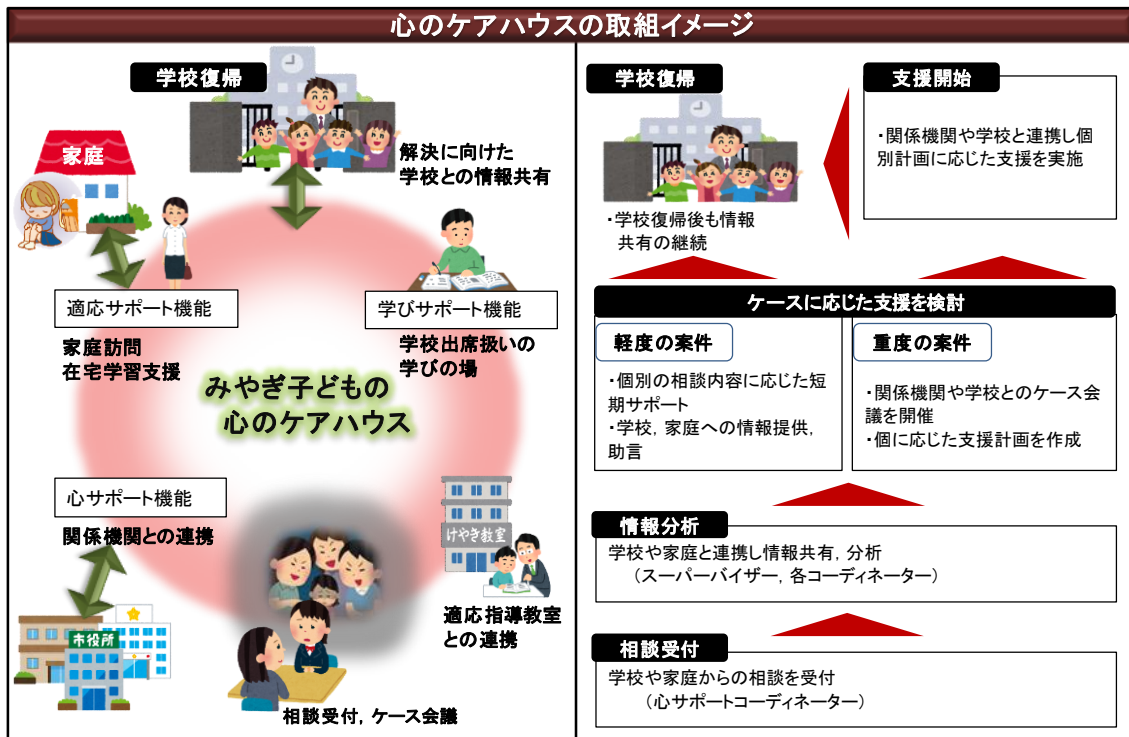 心のケアハウスの取組イメージ
学校復帰
家庭
解決に向けた
学校との情報共有
適応サポート機能
家庭訪問
在宅学習支援
学びサポート機能
学校出席扱いの
学びの場
みやぎ子どもの
心のケアハウス
心サポート機能
関係機関との連携
けやき教室
適応指導教室
との連携
市役所
相談受付，ケース会議
学校復帰
・学校復帰後も情報
共有の継続
支援開始
・関係機関や学校と連携し個
別計画に応じた支援を実施
ケースに応じた支援を検討
軽度の案件
・個別の相談内容に応じた短
期サポート
・学校，家庭への情報提供，
助言
重度の案件
・関係機関や学校とのケース会
議を開催
・個に応じた支援計画を作成
情報分析
学校や家庭と連携し情報共有，分析
（スーパーバイザー，各コーディネーター）
相談受付
学校や家庭からの相談を受付
（心サポートコーディネーター）